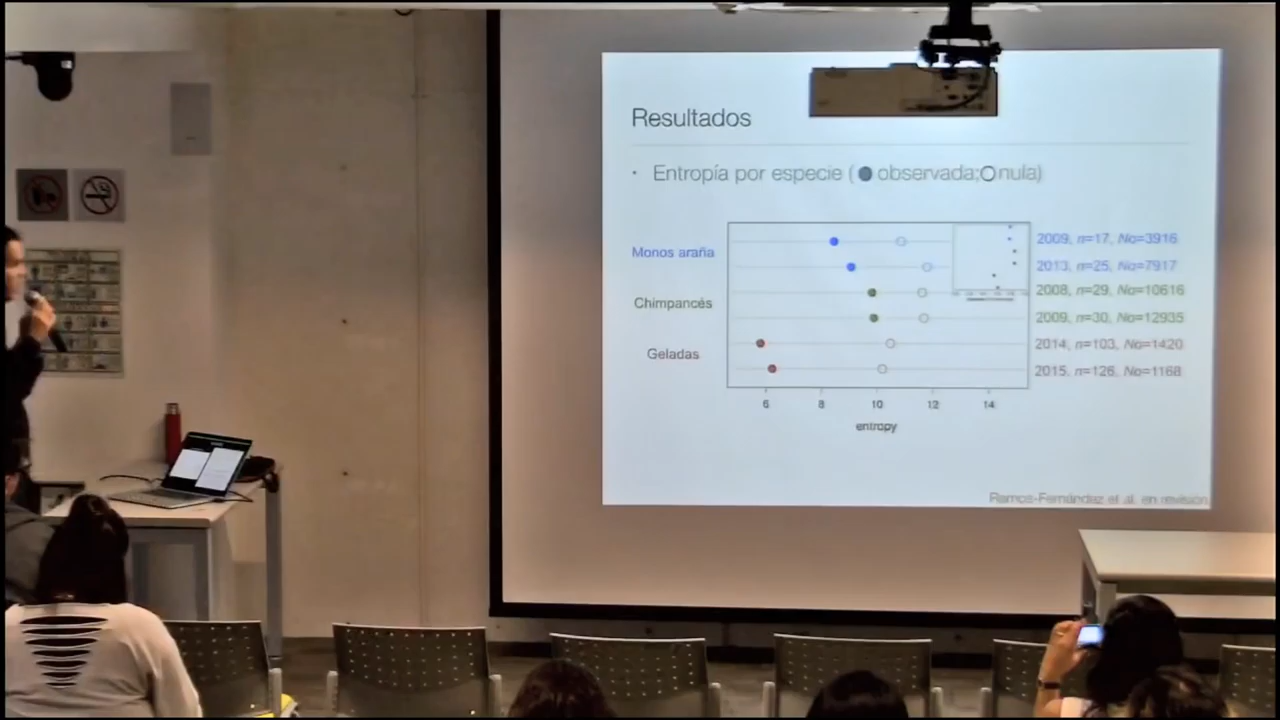 Resultados
• Entropía por especie (● observada;○ nula)
Monos araña
Chimpancés
Geladas
2009, n=17, No=3916
2013, n=25, No=7917
2008, n=29, No=10616
2009, n=30, No=12935
2014, n=103, No=1420
2015, n=126, No=1168
6 8 10 12 14
entropy
Ramos-Fernández et al. en revisión